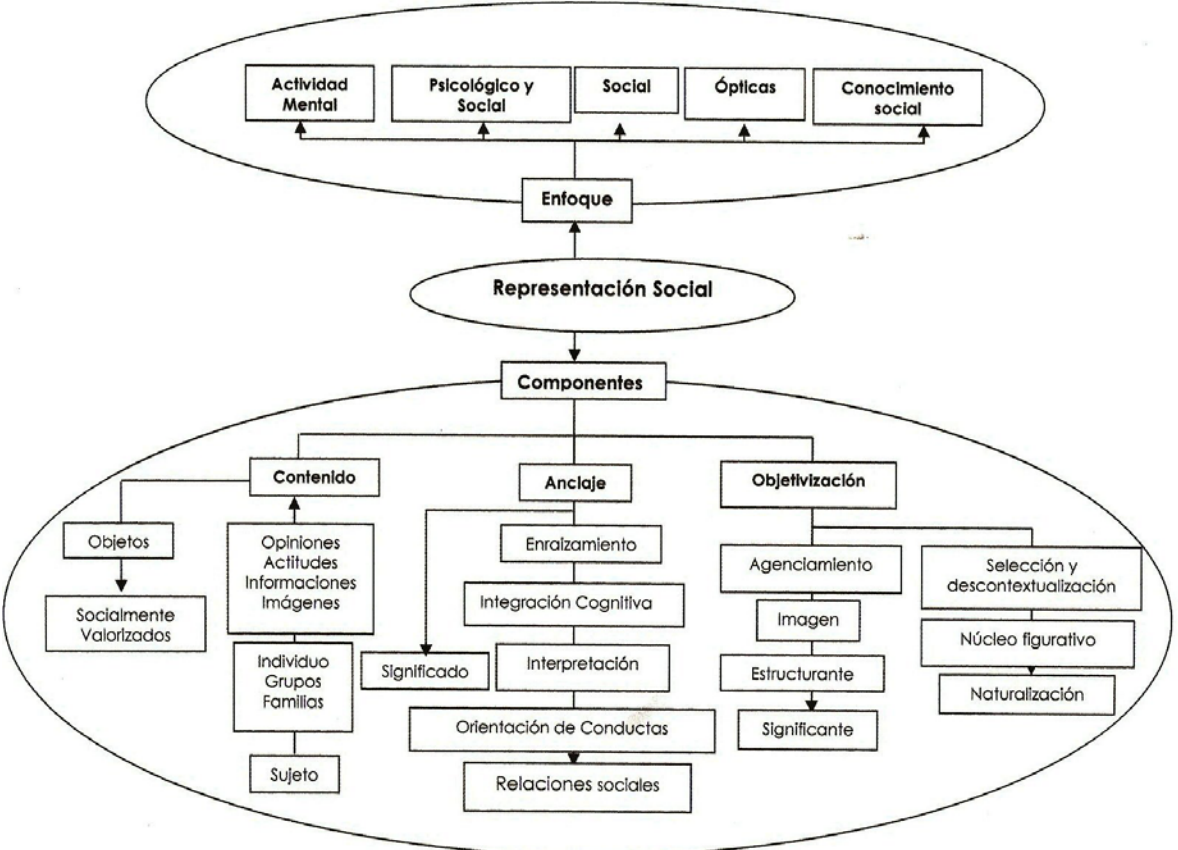 Actividad
Mental
Psicológico y
Social
Social
Ópticas
Conocimiento
social
Enfoque
Representación Social
Componentes
Contenido
Anclaje
Objetivización
Objetos
Socialmente
Valorizados
Opiniones
Actitudes
Informaciones
Imágenes
Individuo
Grupos
Familias
Sujeto
Significado
Enraizamiento
Integración Cognitiva
Interpretación
Orientación de Conductas
Relaciones sociales
Agenciamiento
Imagen
Estructurante
Significante
Selección y
descontextualización
Núcleo figurativo
Naturalización